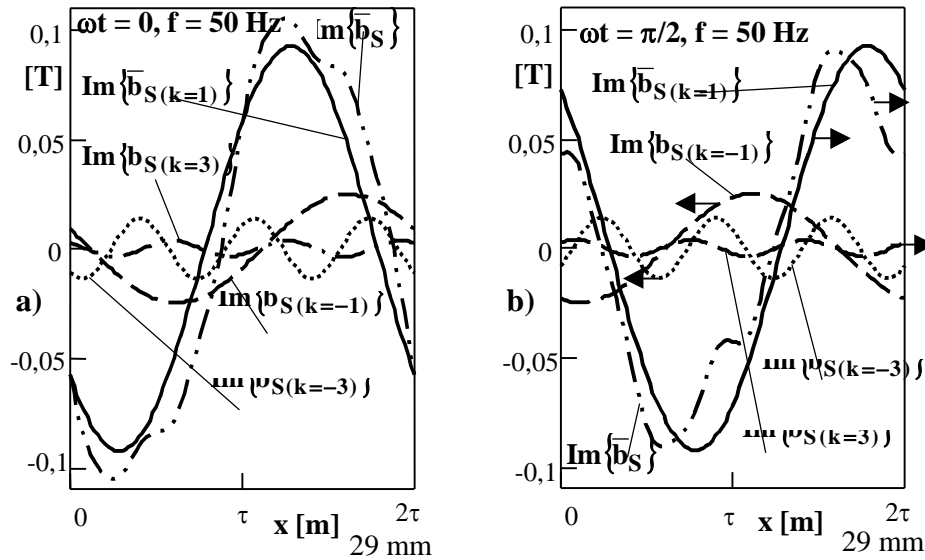 ωt = 0, f = 50 Hz
0,1
[T]
Im{b̅S}
Im{b̅S(k=1)}
0,05
Im{bS(k=3)}
0
a)
Im{bS(k=−1)}
-0,05
Im{bS(k=−3)}
-0,1
0
τ
2τ
x [m]
29 mm
ωt = π/2, f = 50 Hz
0,1
[T]
Im{b̅S(k=1)}
0,05
Im{bS(k=−1)}
0
b)
-0,05
Im{bS(k=−3)}
Im{bS(k=3)}
Im{b̅S}
-0,1
0
τ
2τ
x [m]
29 mm